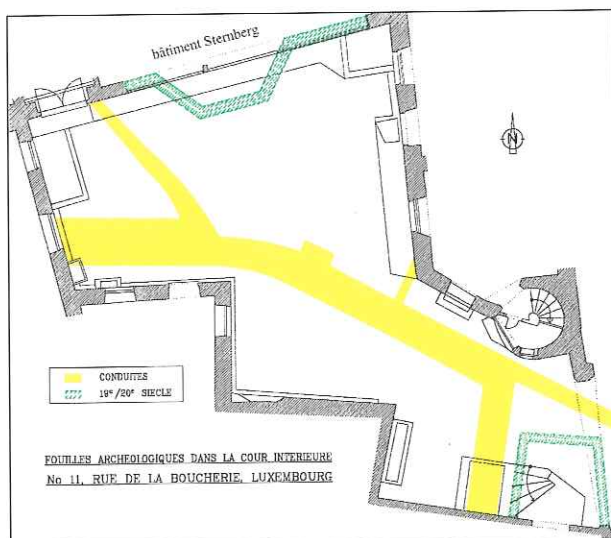 bâtiment Sternberg
N
CONDUITES
19e/20e SIECLE
FOUILLES ARCHEOLOGIQUES DANS LA COUR INTERIEURE
No 11, RUE DE LA BOUCHERIE, LUXEMBOURG